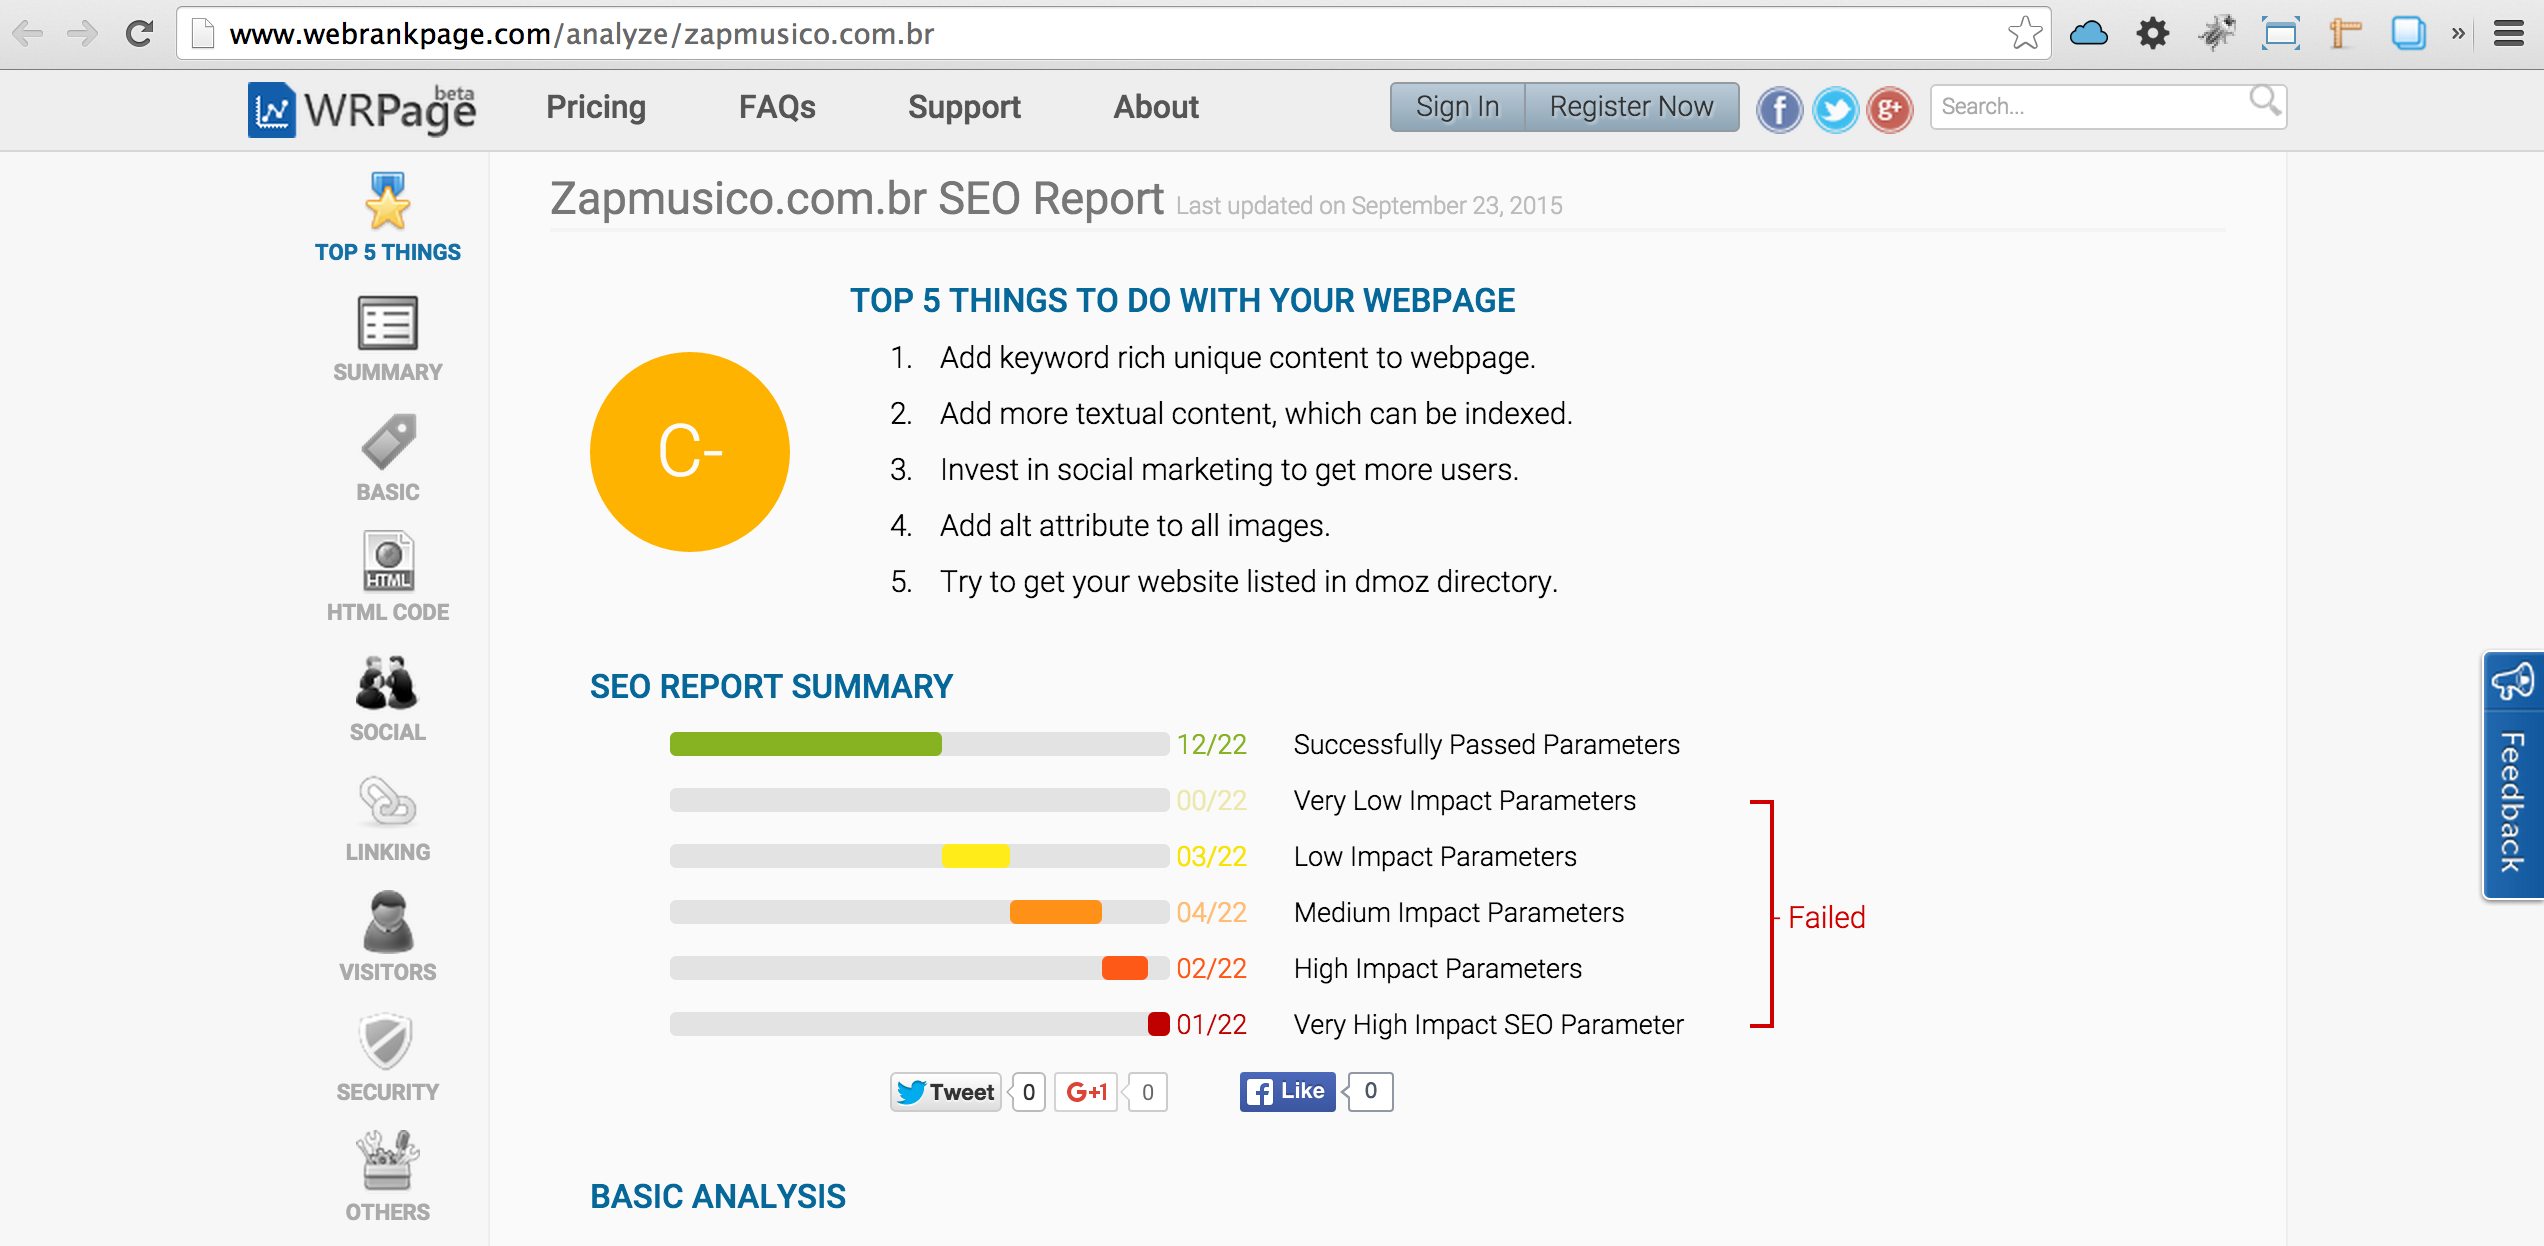 www.webrankpage.com/analyze/zapmusico.com.br
»
WRPage beta
Pricing
FAQs
Support
About
Sign In
Register Now
f
g+
Search...
TOP 5 THINGS
SUMMARY
BASIC
HTML
HTML CODE
SOCIAL
LINKING
VISITORS
SECURITY
OTHERS
Zapmusico.com.br SEO Report Last updated on September 23, 2015
C-
TOP 5 THINGS TO DO WITH YOUR WEBPAGE
1. Add keyword rich unique content to webpage.
2. Add more textual content, which can be indexed.
3. Invest in social marketing to get more users.
4. Add alt attribute to all images.
5. Try to get your website listed in dmoz directory.
SEO REPORT SUMMARY
12/22 Successfully Passed Parameters
00/22 Very Low Impact Parameters
03/22 Low Impact Parameters
04/22 Medium Impact Parameters
02/22 High Impact Parameters
01/22 Very High Impact SEO Parameter
Failed
Tweet 0 G+1 0 f Like 0
BASIC ANALYSIS
Feedback